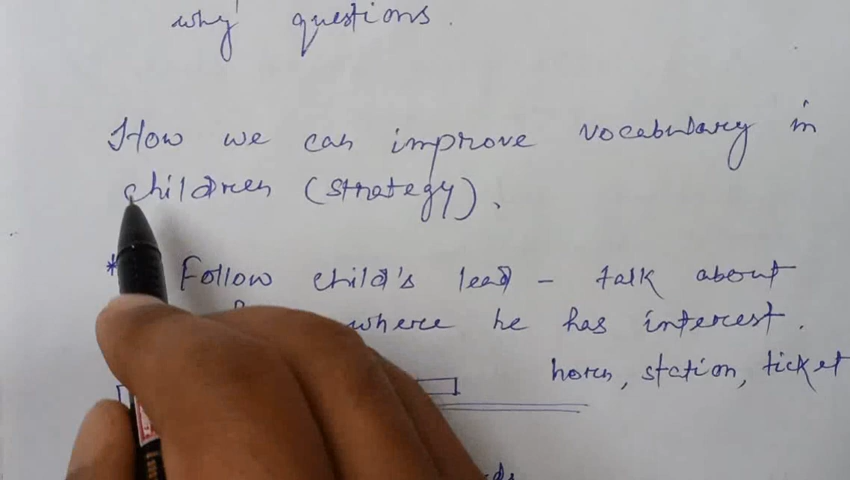 why' questions.
How we can improve vocabulary in
children (strategy).
* Follow child's lead - talk about
where he has interest.
horn, station, ticket